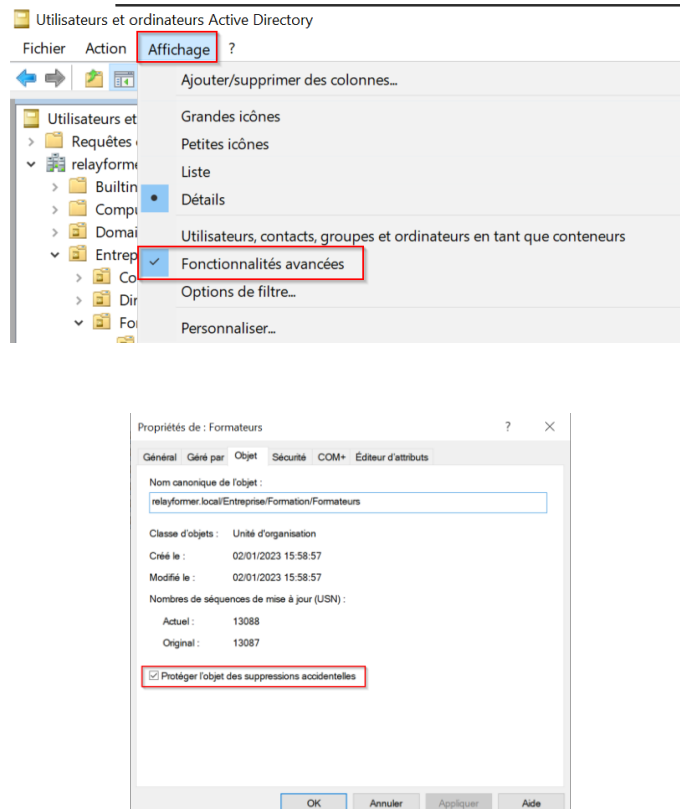 Utilisateurs et ordinateurs Active Directory
Fichier Action Affichage ?
Ajouter/supprimer des colonnes...
Utilisateurs et
Grandes icônes
Requêtes
Petites icônes
relayforme
Liste
Builtin
Détails
Compu
Domai
Utilisateurs, contacts, groupes et ordinateurs en tant que conteneurs
Entrep
Fonctionnalités avancées
Co
Options de filtre...
Dir
For
Personnaliser...
Propriétés de : Formateurs ?
Général Géré par Objet Sécurité COM+ Éditeur d'attributs
Nom canonique de l'objet :
relayformer.local/Entreprise/Formation/Formateurs
Classe d'objets : Unité d'organisation
Créé le : 02/01/2023 15:58:57
Modifié le : 02/01/2023 15:58:57
Nombres de séquences de mise à jour (USN) :
Actuel : 13088
Original : 13087
Protéger l'objet des suppressions accidentelles
OK Annuler Appliquer Aide